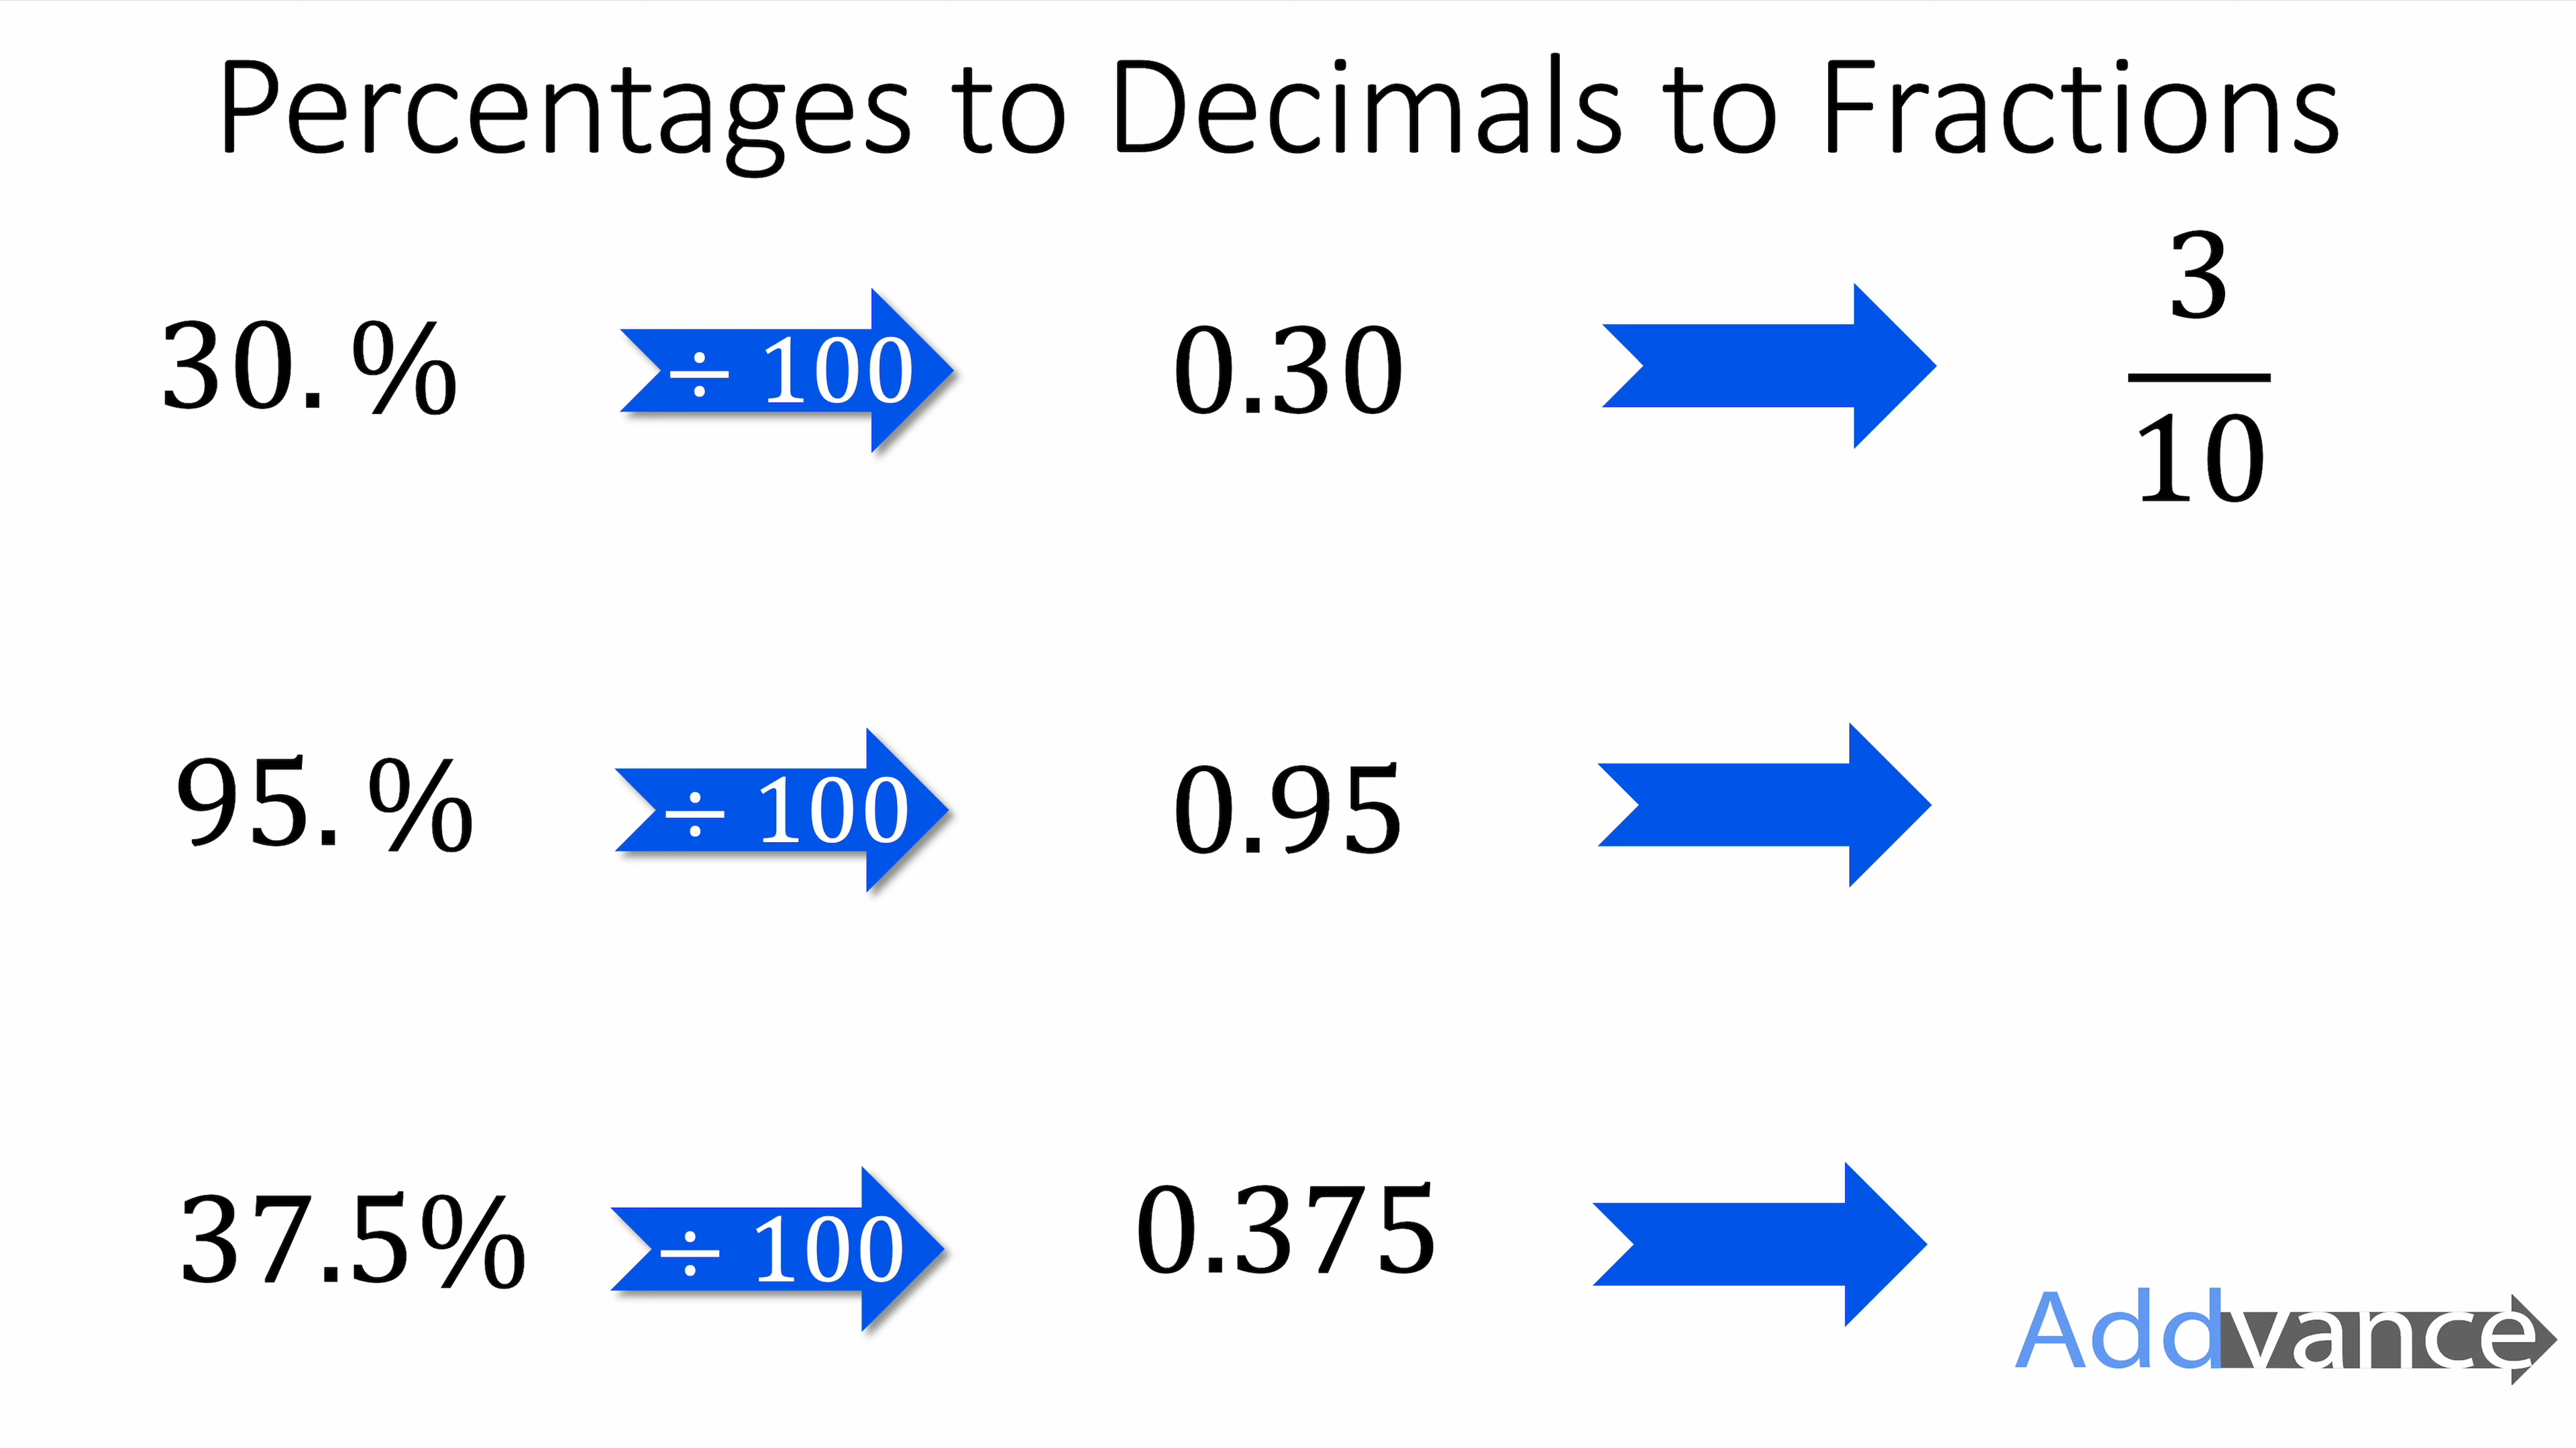 Percentages to Decimals to Fractions
30. % ÷ 100 0.30 3
10
95. % ÷ 100 0.95
37.5% ÷ 100 0.375
Addvance